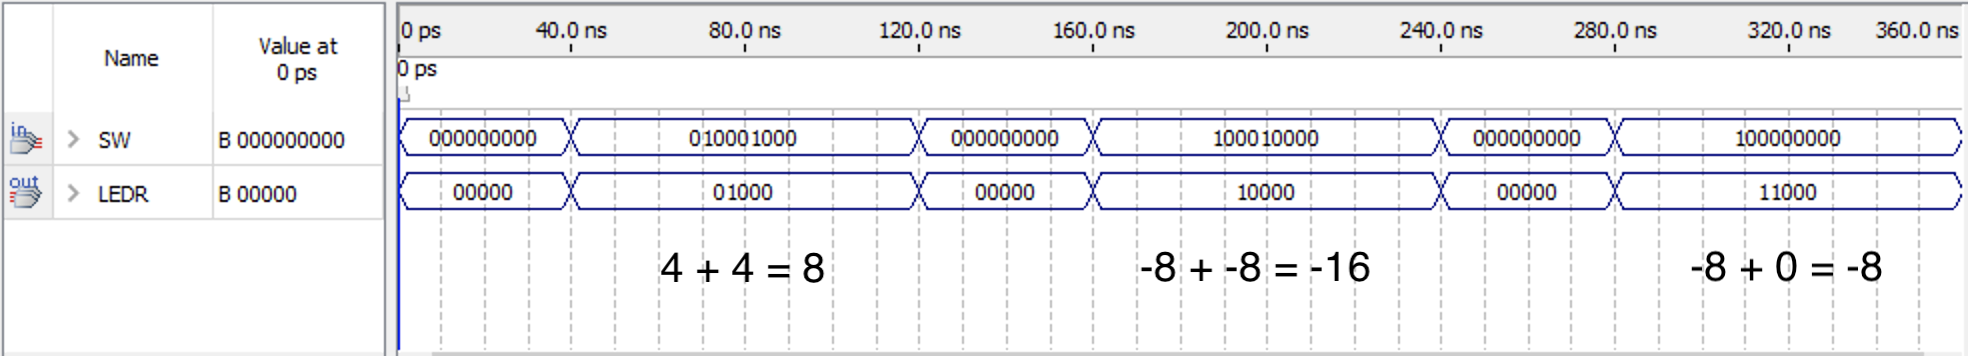 Name Value at 0 ps
0 ps 40.0 ns 80.0 ns 120.0 ns 160.0 ns 200.0 ns 240.0 ns 280.0 ns 320.0 ns 360.0 ns
0 ps
in SW B 000000000 000000000 010001000 000000000 100010000 000000000 100000000
out LEDR B 00000 00000 01000 00000 10000 00000 11000
4 + 4 = 8 -8 + -8 = -16 -8 + 0 = -8